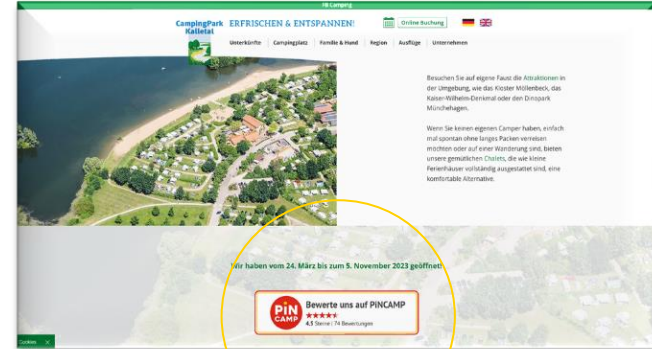 FB Camping
CampingPark
Kalletal
ERFRISCHEN & ENTSPANNEN!
Online Buchung
Unterkünfte Campingplatz Familie & Hund Region Ausflüge Unternehmen
Besuchen Sie auf eigene Faust die Attraktionen in
der Umgebung, wie das Kloster Möllenbeck, das
Kaiser-Wilhelm-Denkmal oder den Dinopark
Münchehagen.
Wenn Sie keinen eigenen Camper haben, einfach
mal spontan ohne langes Packen verreisen
möchten oder auf einer Wanderung sind, bieten
unsere gemütlichen Chalets, die wie kleine
Ferienhäuser vollständig ausgestattet sind, eine
komfortable Alternative.
Wir haben vom 24. März bis zum 5. November 2023 geöffnet!
PiN
CAMP
Bewerte uns auf PiNCAMP
4,5 Sterne | 74 Bewertungen
Cookies X